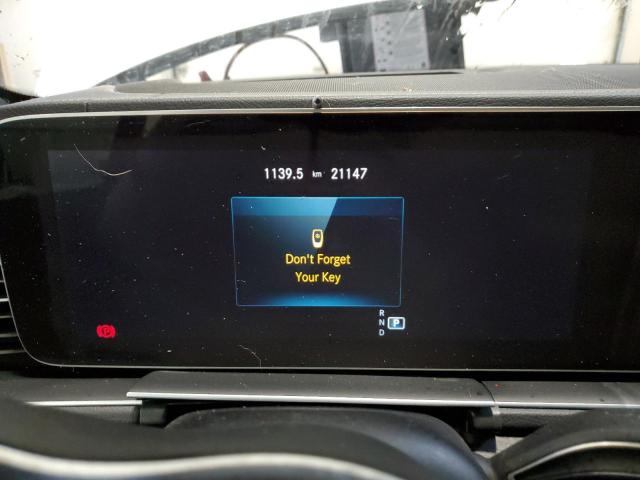 1139.5 km 21147
Don't Forget
Your Key
R
N P
D
(P)